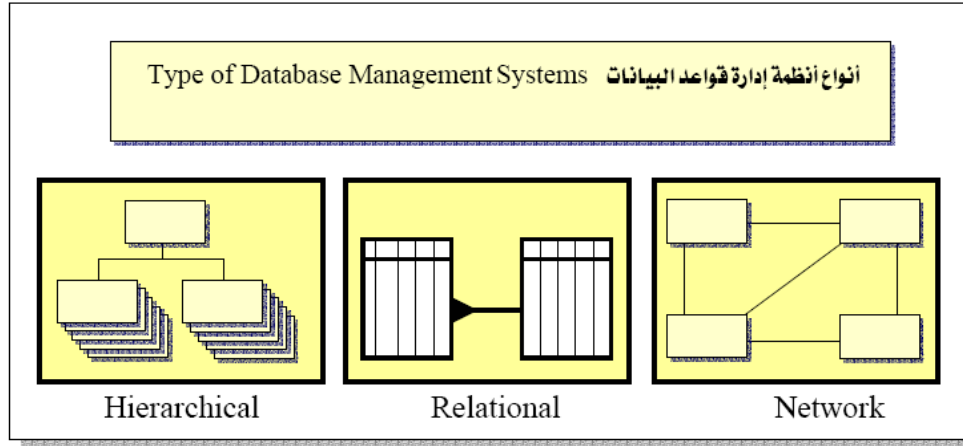 Type of Database Management Systems أنواع أنظمة إدارة قواعد البيانات
Hierarchical
Relational
Network